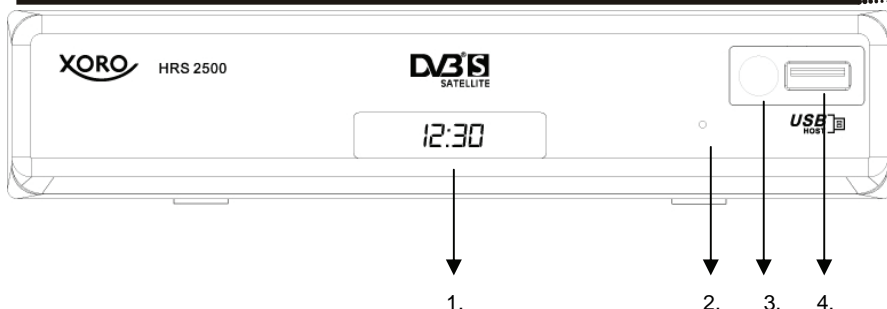 XORO HRS 2500
DVB S
SATELLITE
12:30
USB
HOST
1. 2. 3. 4.